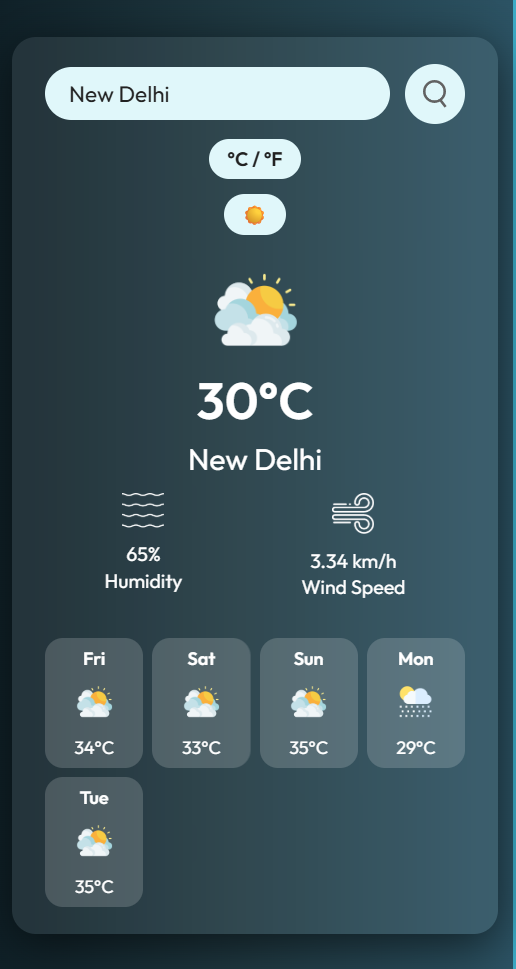 New Delhi
°C / °F
30°C
New Delhi
65%
Humidity
3.34 km/h
Wind Speed
Fri
34°C
Sat
33°C
Sun
35°C
Mon
29°C
Tue
35°C